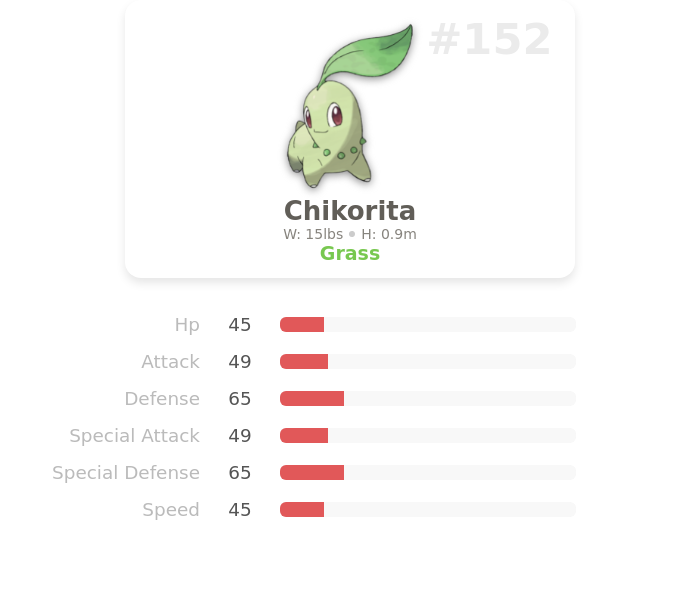 #152
Chikorita
W: 15lbs ● H: 0.9m
Grass
Hp 45
Attack 49
Defense 65
Special Attack 49
Special Defense 65
Speed 45